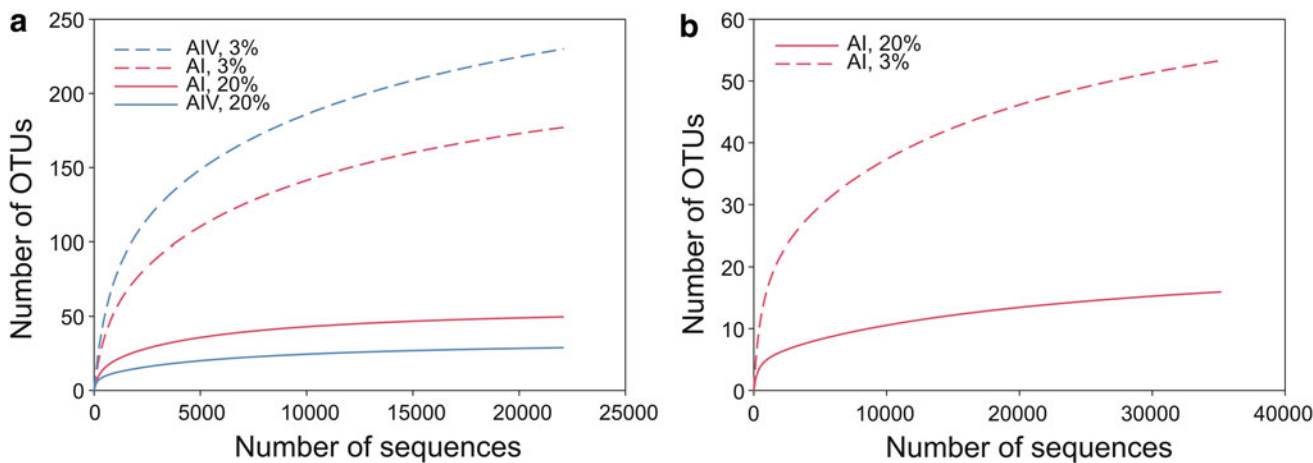 a
250
200
150
100
50
0
Number of OTUs
AIV, 3%
AI, 3%
AI, 20%
AIV, 20%
0 5000 10000 15000 20000 25000
Number of sequences
b
60
50
40
30
20
10
0
Number of OTUs
AI, 20%
AI, 3%
0 10000 20000 30000 40000
Number of sequences